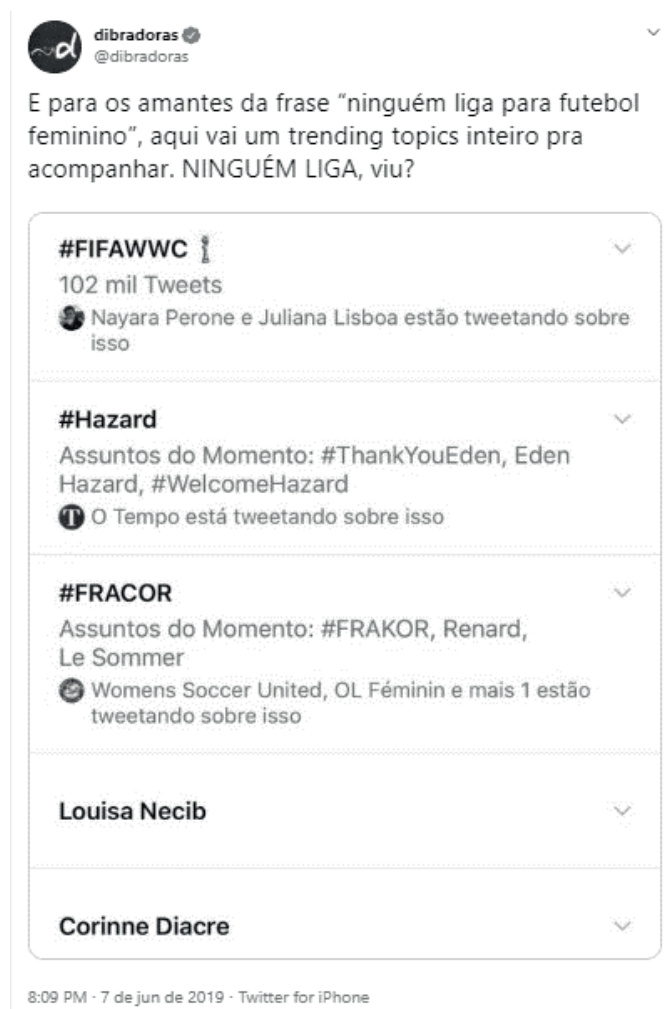 dibradoras
@dibradoras
E para os amantes da frase “ninguém liga para futebol
feminino”, aqui vai um trending topics inteiro pra
acompanhar. NINGUÉM LIGA, viu?
#FIFAWWC
102 mil Tweets
Nayara Perone e Juliana Lisboa estão tweetando sobre
isso
#Hazard
Assuntos do Momento: #ThankYouEden, Eden
Hazard, #WelcomeHazard
O Tempo está tweetando sobre isso
#FRACOR
Assuntos do Momento: #FRAKOR, Renard,
Le Sommer
Womens Soccer United, OL Féminin e mais 1 estão
tweetando sobre isso
Louisa Necib
Corinne Diacre
8:09 PM · 7 de jun de 2019 · Twitter for iPhone